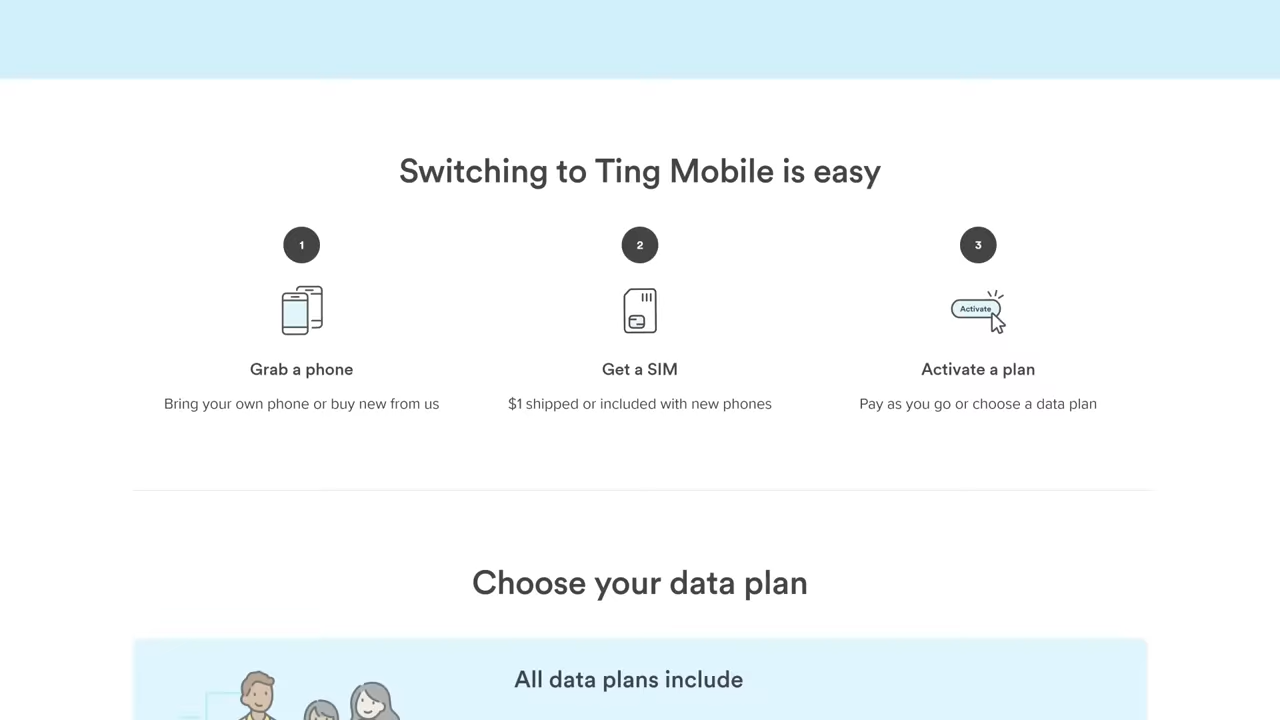 Switching to Ting Mobile is easy
1
2
3
Activate
Grab a phone
Get a SIM
Activate a plan
Bring your own phone or buy new from us
$1 shipped or included with new phones
Pay as you go or choose a data plan
Choose your data plan
All data plans include